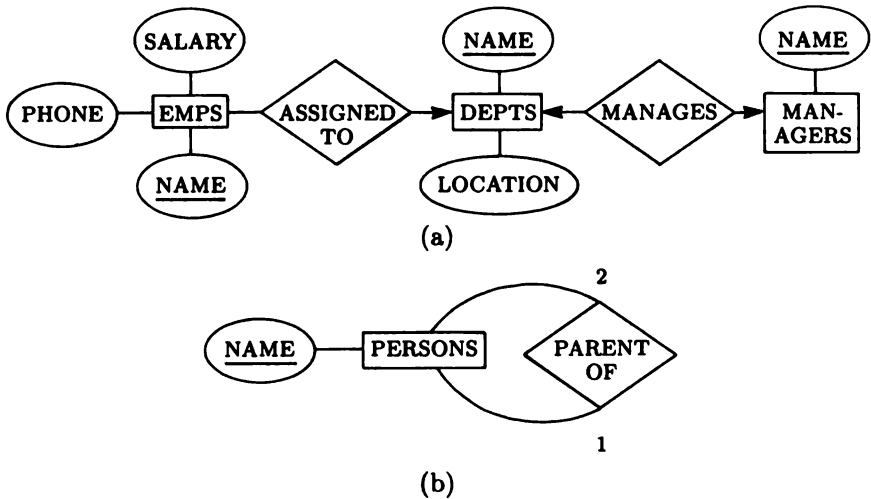 SALARY
NAME
NAME
PHONE
EMPS
ASSIGNED
TO
DEPTS
MANAGES
MAN-
AGERS
NAME
LOCATION
(a)
2
NAME
PERSONS
PARENT
OF
1
(b)